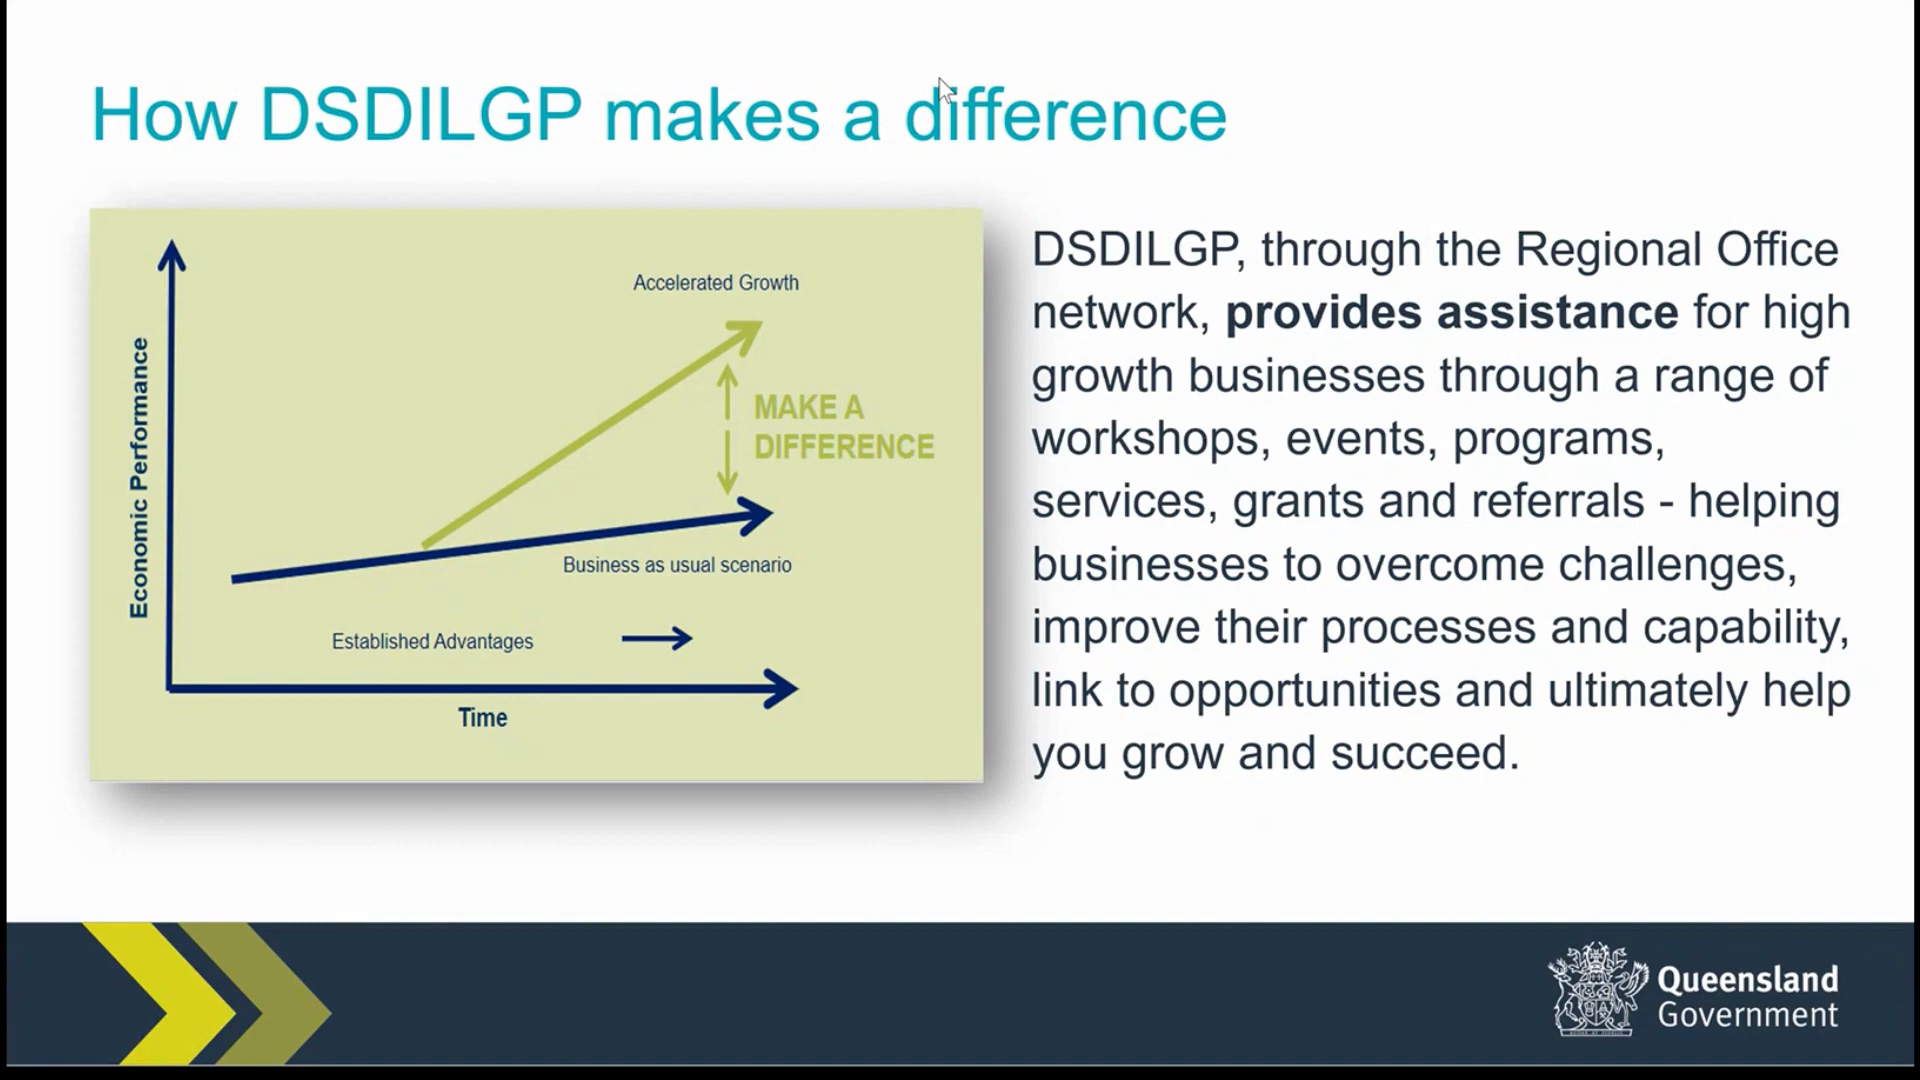 How DSDILGP makes a difference
Economic Performance
Accelerated Growth
MAKE A
DIFFERENCE
Business as usual scenario
Established Advantages
Time
DSDILGP, through the Regional Office
network, provides assistance for high
growth businesses through a range of
workshops, events, programs,
services, grants and referrals - helping
businesses to overcome challenges,
improve their processes and capability,
link to opportunities and ultimately help
you grow and succeed.
Queensland
Government